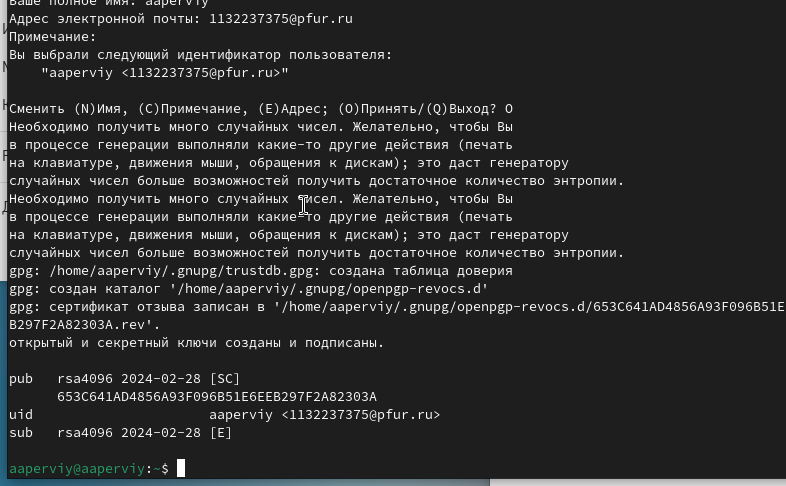 Ваше полное имя: aaperviy
Адрес электронной почты: 1132237375@pfur.ru
Примечание:
Вы выбрали следующий идентификатор пользователя:
"aaperviy <1132237375@pfur.ru>"
Сменить (N)Имя, (C)Примечание, (E)Адрес; (O)Принять/(Q)Выход? O
Необходимо получить много случайных чисел. Желательно, чтобы Вы
в процессе генерации выполняли какие-то другие действия (печать
на клавиатуре, движения мыши, обращения к дискам); это даст генератору
случайных чисел больше возможностей получить достаточное количество энтропии.
Необходимо получить много случайных чисел. Желательно, чтобы Вы
в процессе генерации выполняли какие-то другие действия (печать
на клавиатуре, движения мыши, обращения к дискам); это даст генератору
случайных чисел больше возможностей получить достаточное количество энтропии.
gpg: /home/aaperviy/.gnupg/trustdb.gpg: создана таблица доверия
gpg: создан каталог '/home/aaperviy/.gnupg/openpgp-revocs.d'
gpg: сертификат отзыва записан в '/home/aaperviy/.gnupg/openpgp-revocs.d/653C641AD4856A93F096B51E
B297F2A82303A.rev'.
открытый и секретный ключи созданы и подписаны.
pub rsa4096 2024-02-28 [SC]
653C641AD4856A93F096B51E6EEB297F2A82303A
uid aaperviy <1132237375@pfur.ru>
sub rsa4096 2024-02-28 [E]
aaperviy@aaperviy:~$